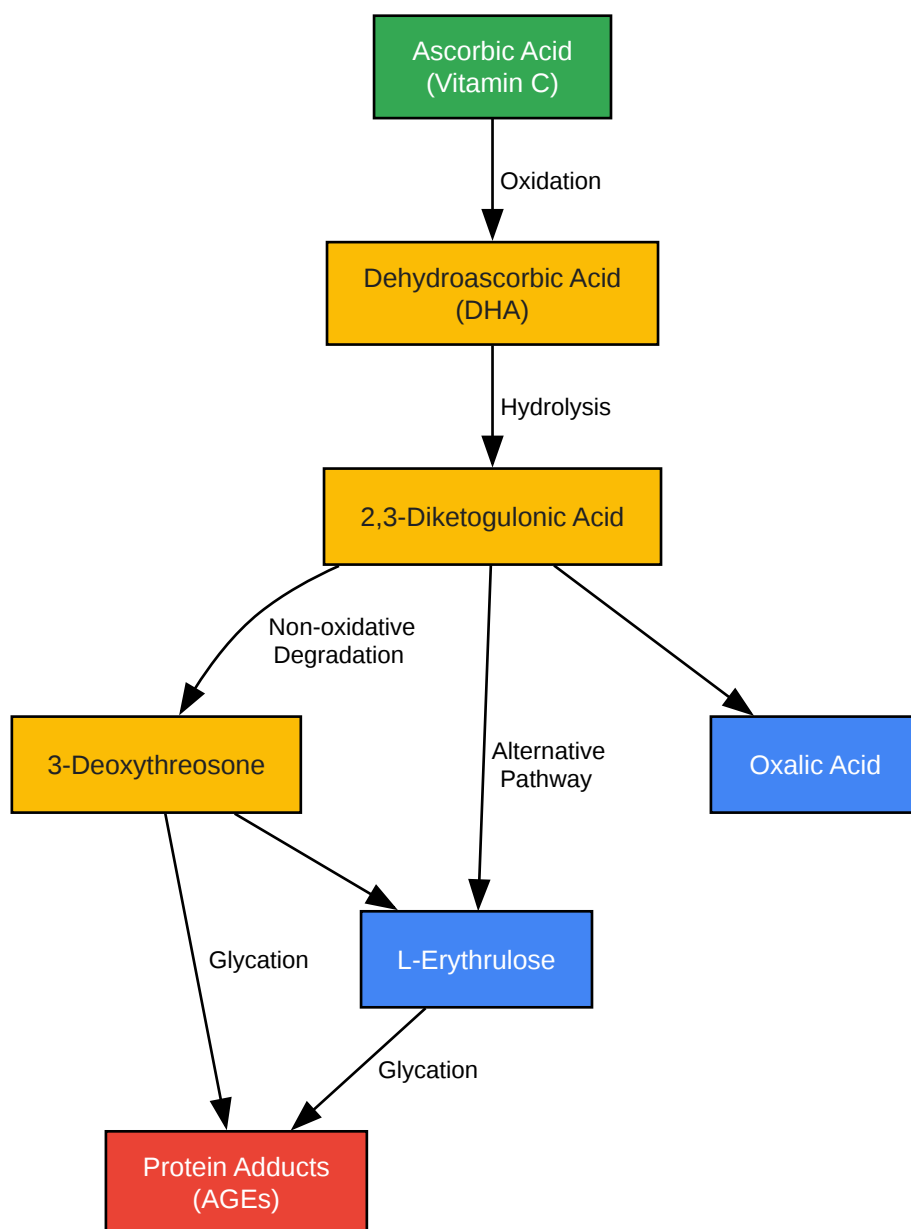 Ascorbic Acid
(Vitamin C)
Oxidation
Dehydroascorbic Acid
(DHA)
Hydrolysis
2,3-Diketogulonic Acid
Non-oxidative
Degradation
3-Deoxythreosone
Alternative
Pathway
Oxalic Acid
Glycation
L-Erythrulose
Glycation
Protein Adducts
(AGEs)